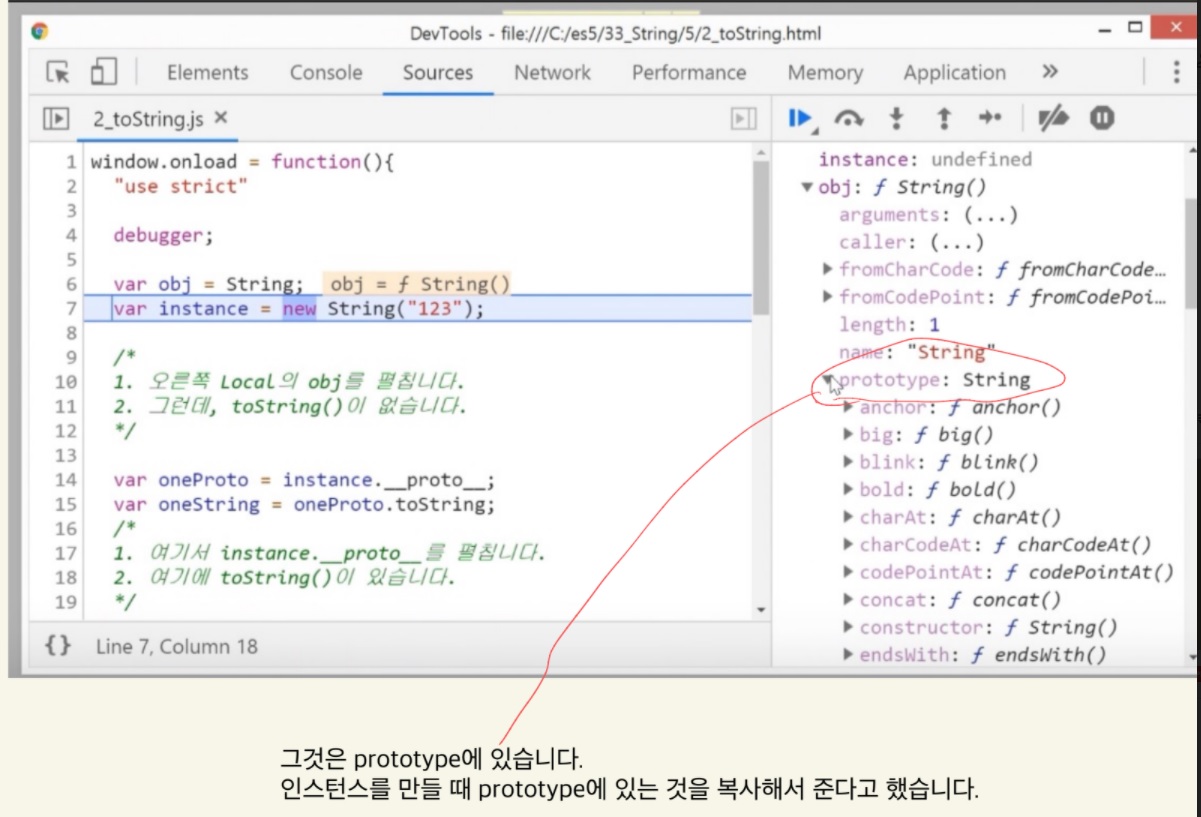 DevTools - file:///C:/es5/33_String/5/2_toString.html
Elements Console Sources Network Performance Memory Application »
2_toString.js ×
1 window.onload = function(){
2 "use strict"
3
4 debugger;
5
6 var obj = String; obj = ƒ String()
7 var instance = new String("123");
8
9 /*
10 1. 오른쪽 Local의 obj를 펼칩니다.
11 2. 그런데, toString()이 없습니다.
12 */
13
14 var oneProto = instance.__proto__;
15 var oneString = oneProto.toString;
16 /*
17 1. 여기서 instance.__proto__를 펼칩니다.
18 2. 여기에 toString()이 있습니다.
19 */
{} Line 7, Column 18
instance: undefined
▼obj: ƒ String()
arguments: (...)
caller: (...)
▶fromCharCode: ƒ fromCharCode…
▶fromCodePoint: ƒ fromCodePoi…
length: 1
name: "String"
▼prototype: String
▶anchor: ƒ anchor()
▶big: ƒ big()
▶blink: ƒ blink()
▶bold: ƒ bold()
▶charAt: ƒ charAt()
▶charCodeAt: ƒ charCodeAt()
▶codePointAt: ƒ codePointAt()
▶concat: ƒ concat()
▶constructor: ƒ String()
▶endsWith: ƒ endsWith()
그것은 prototype에 있습니다.
인스턴스를 만들 때 prototype에 있는 것을 복사해서 준다고 했습니다.